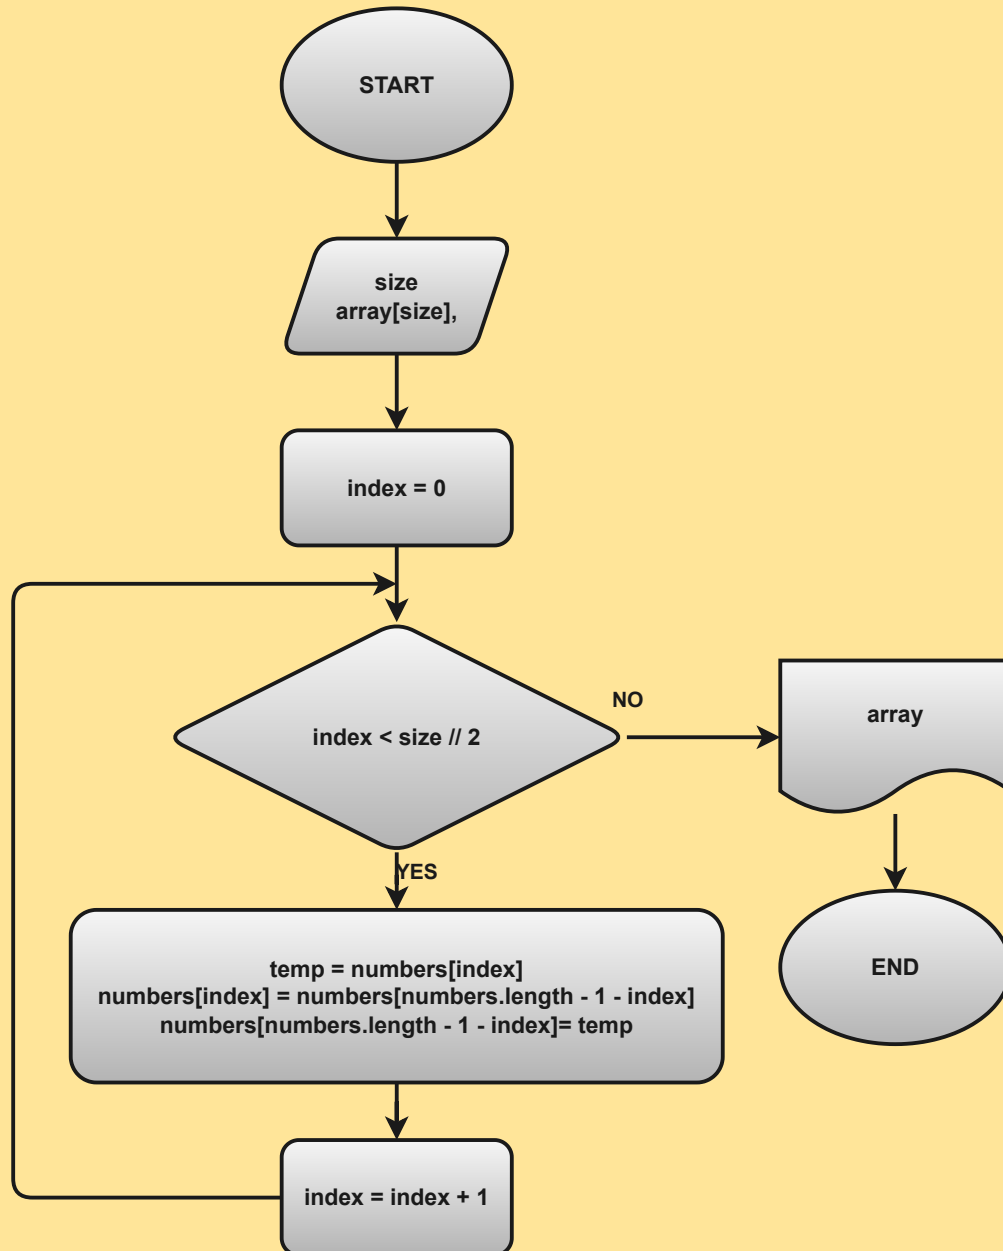 START
size
array[size],
index = 0
index < size // 2
NO
array
YES
temp = numbers[index]
numbers[index] = numbers[numbers.length - 1 - index]
numbers[numbers.length - 1 - index]= temp
END
index = index + 1